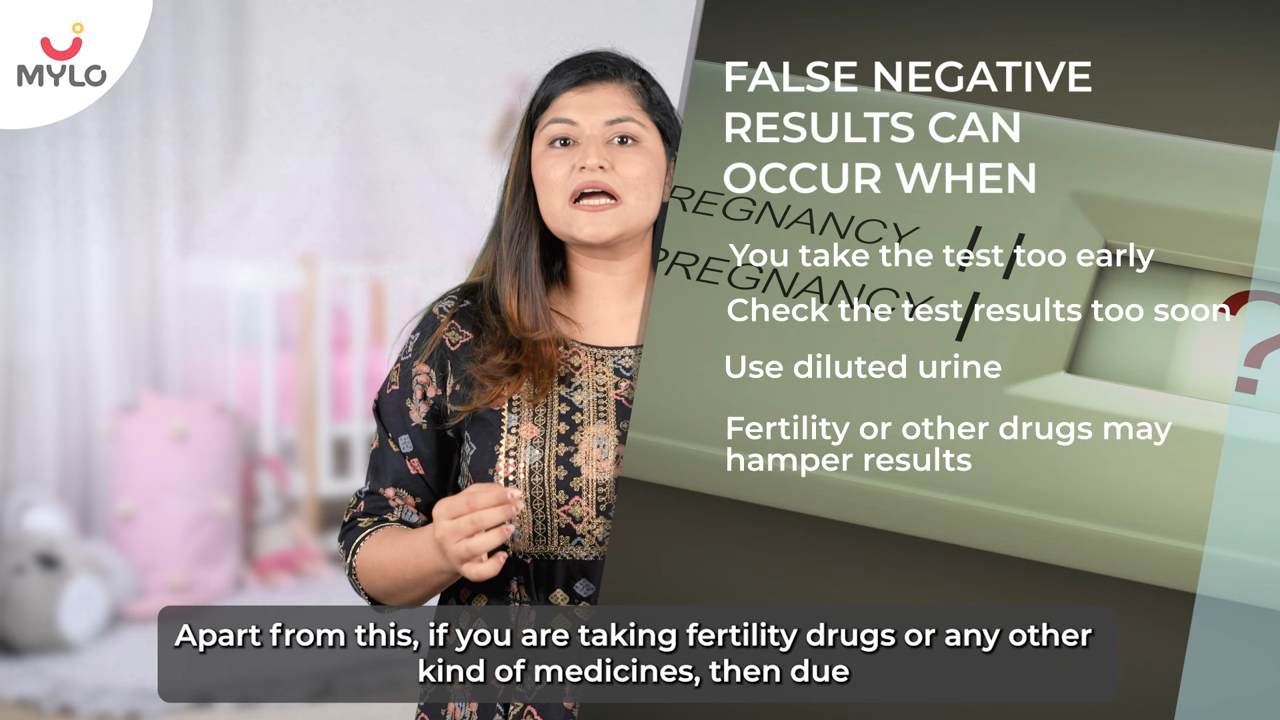 MYLO
FALSE NEGATIVE
RESULTS CAN
OCCUR WHEN
PREGNANCY
PREGNANCY
You take the test too early
Check the test results too soon
?
Use diluted urine
Fertility or other drugs may
hamper results
Apart from this, if you are taking fertility drugs or any other
kind of medicines, then due